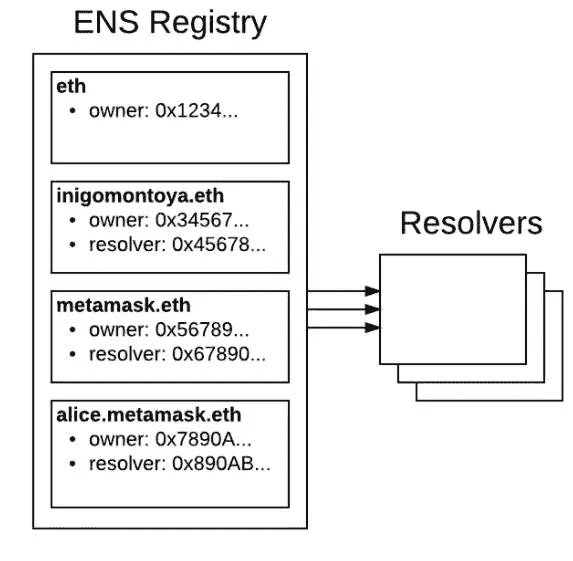 ENS Registry
eth
• owner: 0x1234...
inigomontoya.eth
• owner: 0x34567...
• resolver: 0x45678...
Resolvers
metamask.eth
• owner: 0x56789...
• resolver: 0x67890...
alice.metamask.eth
• owner: 0x7890A...
• resolver: 0x890AB...